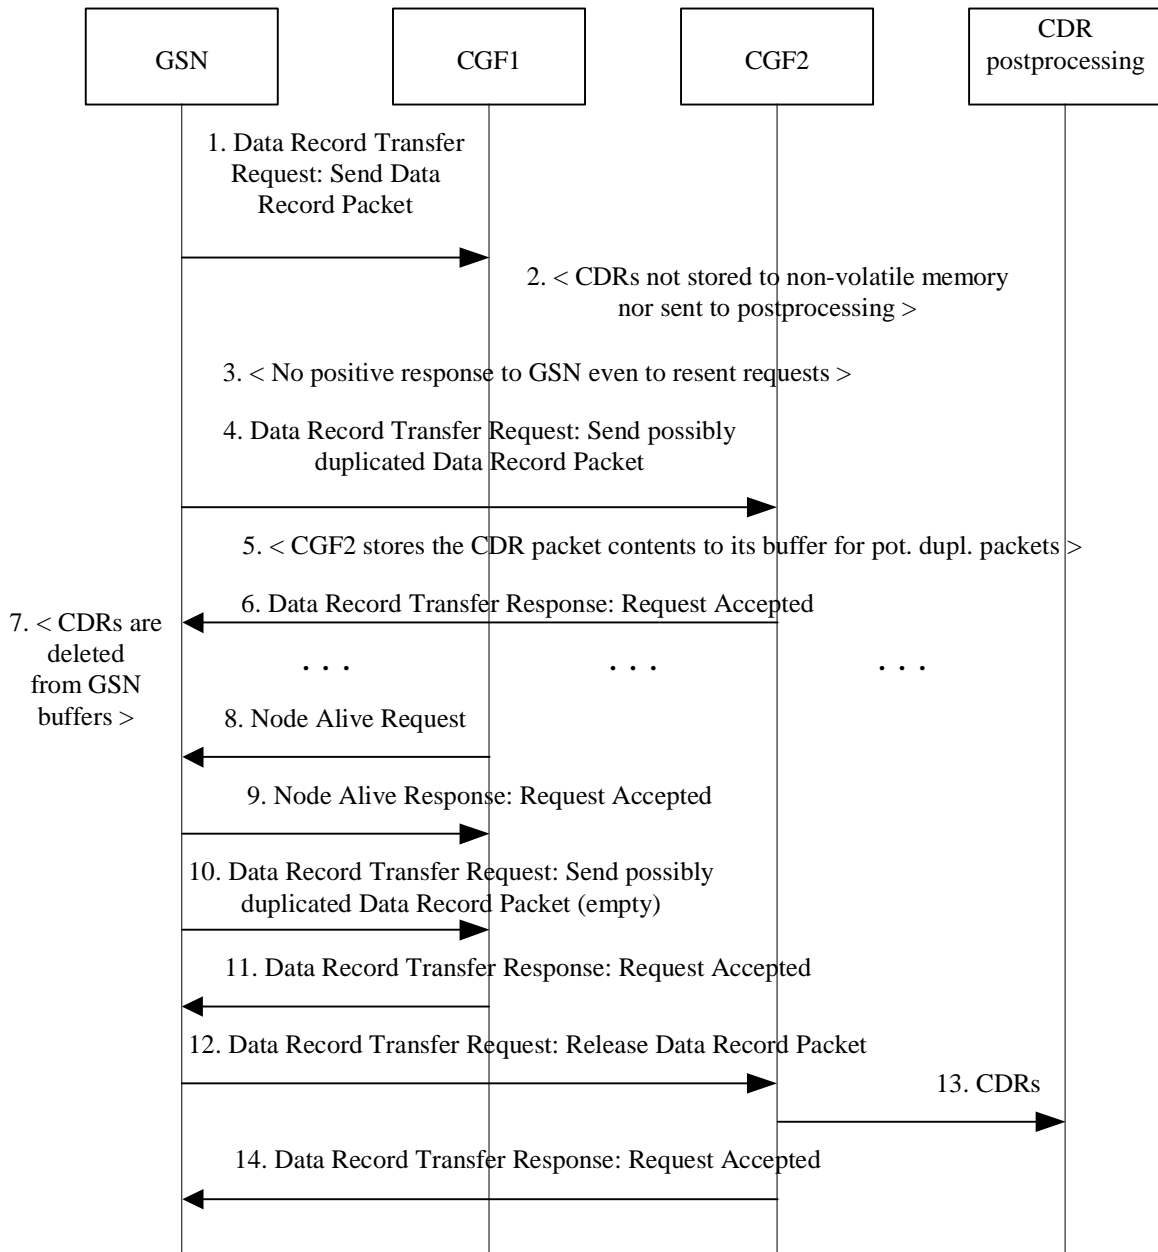 GSN
CGF1
CGF2
CDR
postprocessing
1. Data Record Transfer
Request: Send Data
Record Packet
2. < CDRs not stored to non-volatile memory
nor sent to postprocessing >
3. < No positive response to GSN even to resent requests >
4. Data Record Transfer Request: Send possibly
duplicated Data Record Packet
5. < CGF2 stores the CDR packet contents to its buffer for pot. dupl. packets >
6. Data Record Transfer Response: Request Accepted
7. < CDRs are
deleted
from GSN
buffers >
. . .
. . .
. . .
8. Node Alive Request
9. Node Alive Response: Request Accepted
10. Data Record Transfer Request: Send possibly
duplicated Data Record Packet (empty)
11. Data Record Transfer Response: Request Accepted
12. Data Record Transfer Request: Release Data Record Packet
13. CDRs
14. Data Record Transfer Response: Request Accepted